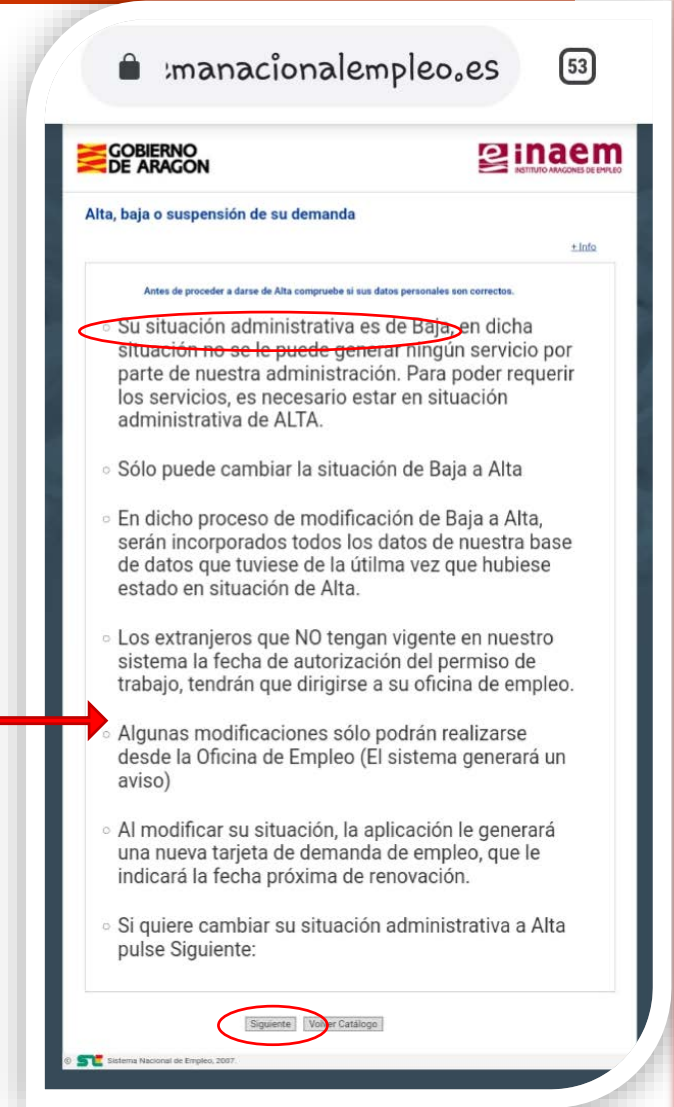 :manacionalempleo.es
53
GOBIERNO
DE ARAGON
inaem
INSTITUTO ARAGONES DE EMPLEO
Alta, baja o suspensión de su demanda
+ Info
Antes de proceder a darse de Alta compruebe si sus datos personales son correctos.
Su situación administrativa es de Baja, en dicha
situación no se le puede generar ningún servicio por
parte de nuestra administración. Para poder requerir
los servicios, es necesario estar en situación
administrativa de ALTA.
Sólo puede cambiar la situación de Baja a Alta
En dicho proceso de modificación de Baja a Alta,
serán incorporados todos los datos de nuestra base
de datos que tuviese de la útilma vez que hubiese
estado en situación de Alta.
Los extranjeros que NO tengan vigente en nuestro
sistema la fecha de autorización del permiso de
trabajo, tendrán que dirigirse a su oficina de empleo.
Algunas modificaciones sólo podrán realizarse
desde la Oficina de Empleo (El sistema generará un
aviso)
Al modificar su situación, la aplicación le generará
una nueva tarjeta de demanda de empleo, que le
indicará la fecha próxima de renovación.
Si quiere cambiar su situación administrativa a Alta
pulse Siguiente:
Siguiente Volver Catálogo
© Sistema Nacional de Empleo, 2007.